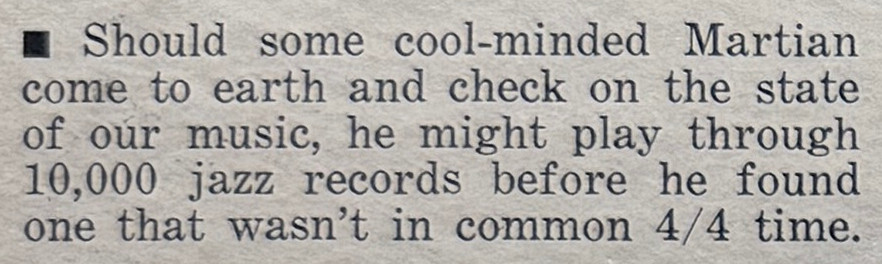 ■ Should some cool-minded Martian
come to earth and check on the state
of our music, he might play through
10,000 jazz records before he found
one that wasn't in common 4/4 time.